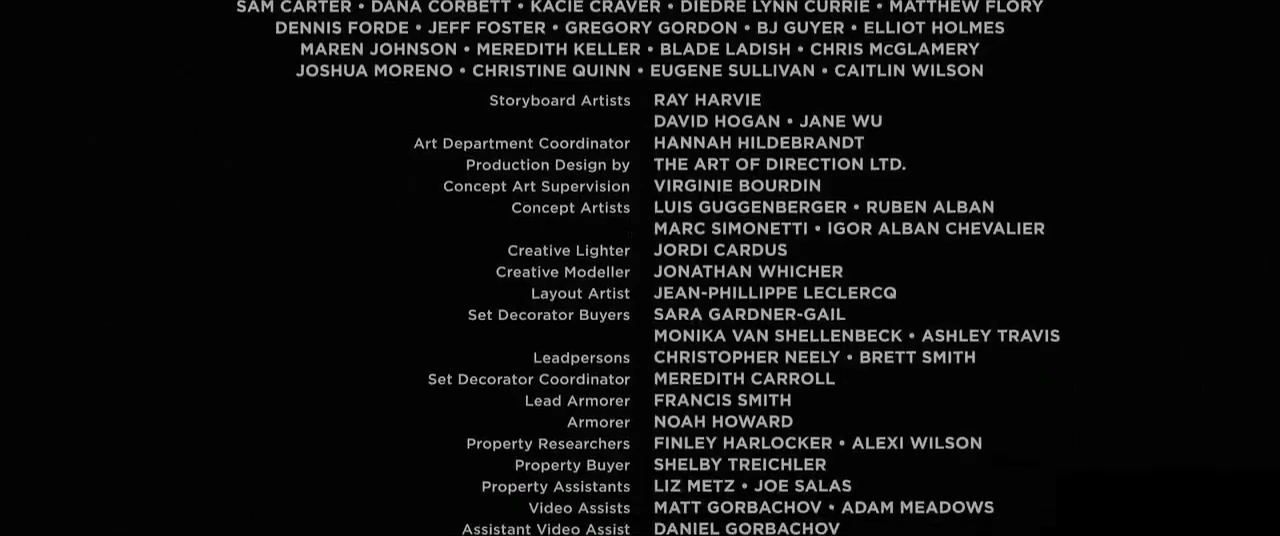 SAM CARTER • DANA CORBETT • KACIE CRAVER • DIEDRE LYNN CURRIE • MATTHEW FLORY
DENNIS FORDE • JEFF FOSTER • GREGORY GORDON • BJ GUYER • ELLIOT HOLMES
MAREN JOHNSON • MEREDITH KELLER • BLADE LADISH • CHRIS McGLAMERY
JOSHUA MORENO • CHRISTINE QUINN • EUGENE SULLIVAN • CAITLIN WILSON
Storyboard Artists RAY HARVIE
DAVID HOGAN • JANE WU
Art Department Coordinator HANNAH HILDEBRANDT
Production Design by THE ART OF DIRECTION LTD.
Concept Art Supervision VIRGINIE BOURDIN
Concept Artists LUIS GUGGENBERGER • RUBEN ALBAN
MARC SIMONETTI • IGOR ALBAN CHEVALIER
Creative Lighter JORDI CARDUS
Creative Modeller JONATHAN WHICHER
Layout Artist JEAN-PHILLIPPE LECLERCQ
Set Decorator Buyers SARA GARDNER-GAIL
MONIKA VAN SHELLENBECK • ASHLEY TRAVIS
Leadpersons CHRISTOPHER NEELY • BRETT SMITH
Set Decorator Coordinator MEREDITH CARROLL
Lead Armorer FRANCIS SMITH
Armorer NOAH HOWARD
Property Researchers FINLEY HARLOCKER • ALEXI WILSON
Property Buyer SHELBY TREICHLER
Property Assistants LIZ METZ • JOE SALAS
Video Assists MATT GORBACHOV • ADAM MEADOWS
Assistant Video Assist DANIEL GORBACHOV